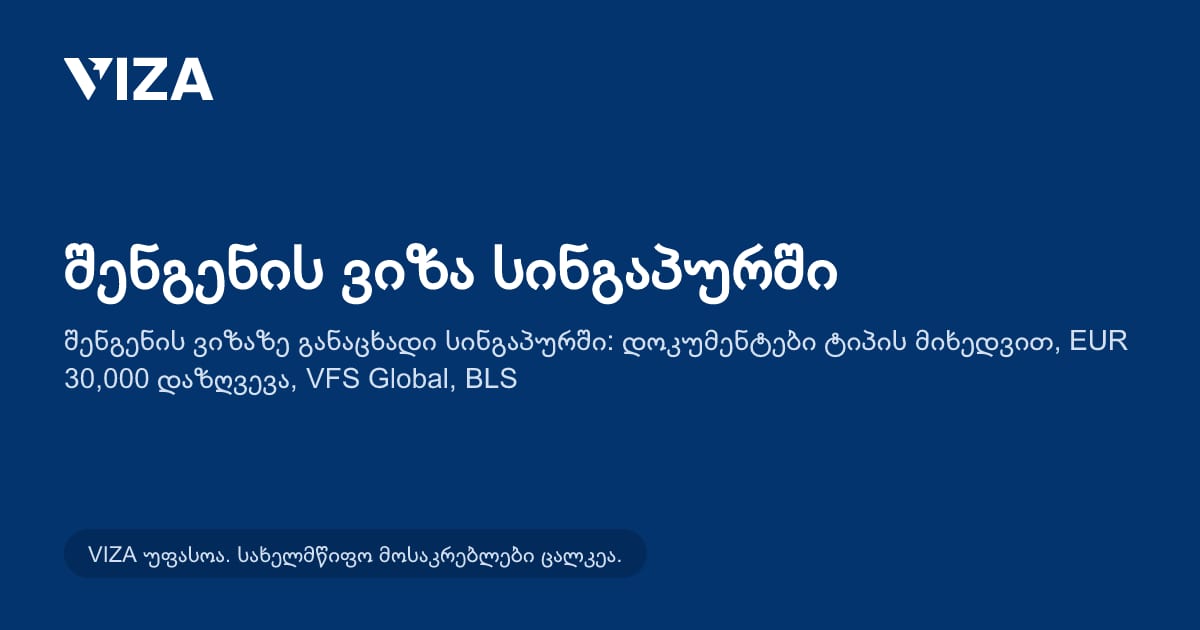 VIZA
შენგენის ვიზა სინგაპურში
შენგენის ვიზაზე განაცხადი სინგაპურში: დოკუმენტები ტიპის მიხედვით, EUR
30,000 დაზღვევა, VFS Global, BLS
VIZA უფასოა. სახელმწიფო მოსაკრებლები ცალკეა.